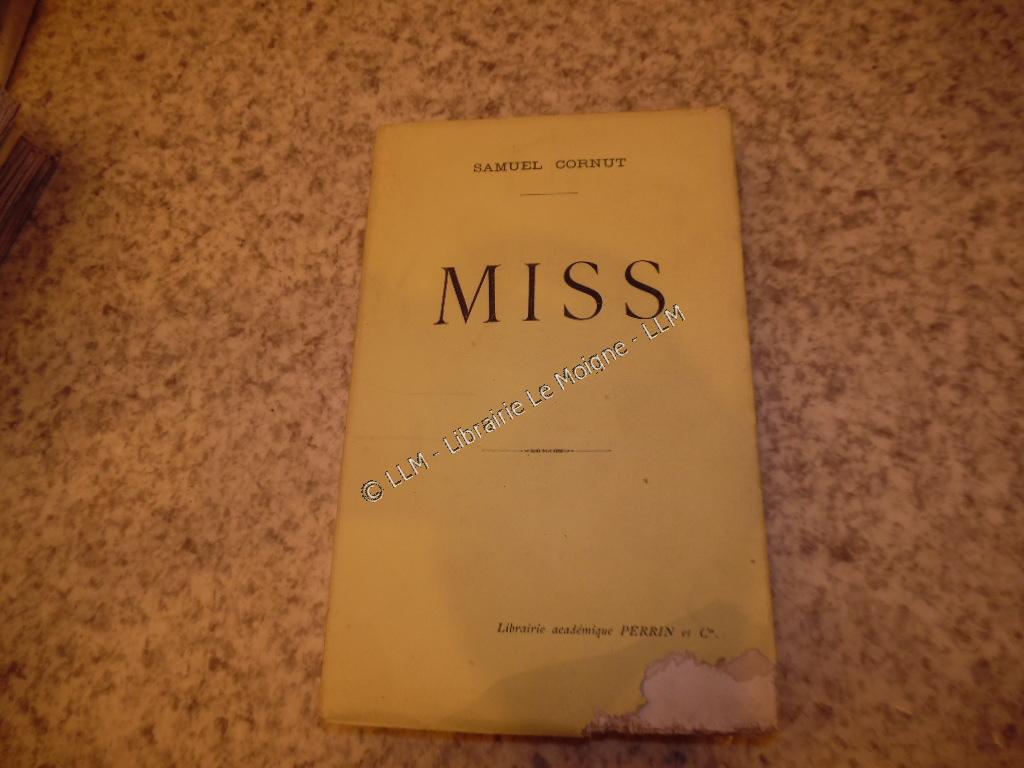 SAMUEL CORNUT
MISS
© LLM - Librairie Le Moigne - LLM
Librairie académique PERRIN et Cie.